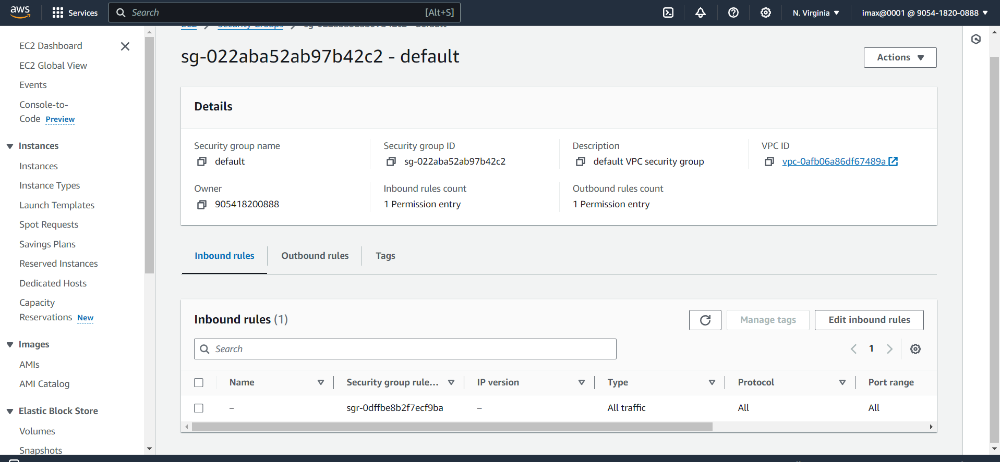 aws
Services
Search
[Alt+S]
N. Virginia
imax@0001 @ 9054-1820-0888
EC2
Security Groups
sg-022aba52ab97b42c2 - default
EC2 Dashboard
EC2 Global View
Events
Console-to-
Code Preview
Instances
Instances
Instance Types
Launch Templates
Spot Requests
Savings Plans
Reserved Instances
Dedicated Hosts
Capacity
Reservations New
Images
AMIs
AMI Catalog
Elastic Block Store
Volumes
Snapshots
sg-022aba52ab97b42c2 - default
Actions
Details
Security group name
default
Security group ID
sg-022aba52ab97b42c2
Description
default VPC security group
VPC ID
vpc-0afb06a86df67489a
Owner
905418200888
Inbound rules count
1 Permission entry
Outbound rules count
1 Permission entry
Inbound rules
Outbound rules
Tags
Inbound rules (1)
Manage tags
Edit inbound rules
Search
1
Name
Security group rule...
IP version
Type
Protocol
Port range
–
sgr-0dffbe8b2f7ecf9ba
–
All traffic
All
All